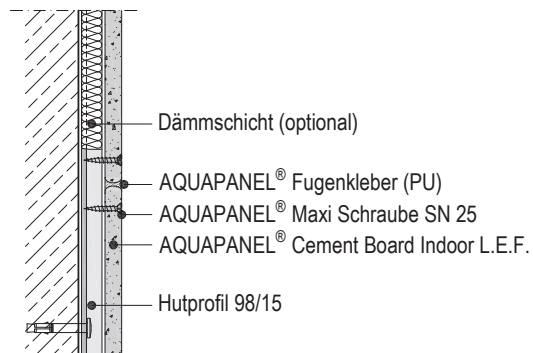 Dämmschicht (optional)
AQUAPANEL® Fugenkleber (PU)
AQUAPANEL® Maxi Schraube SN 25
AQUAPANEL® Cement Board Indoor L.E.F.
Hutprofil 98/15